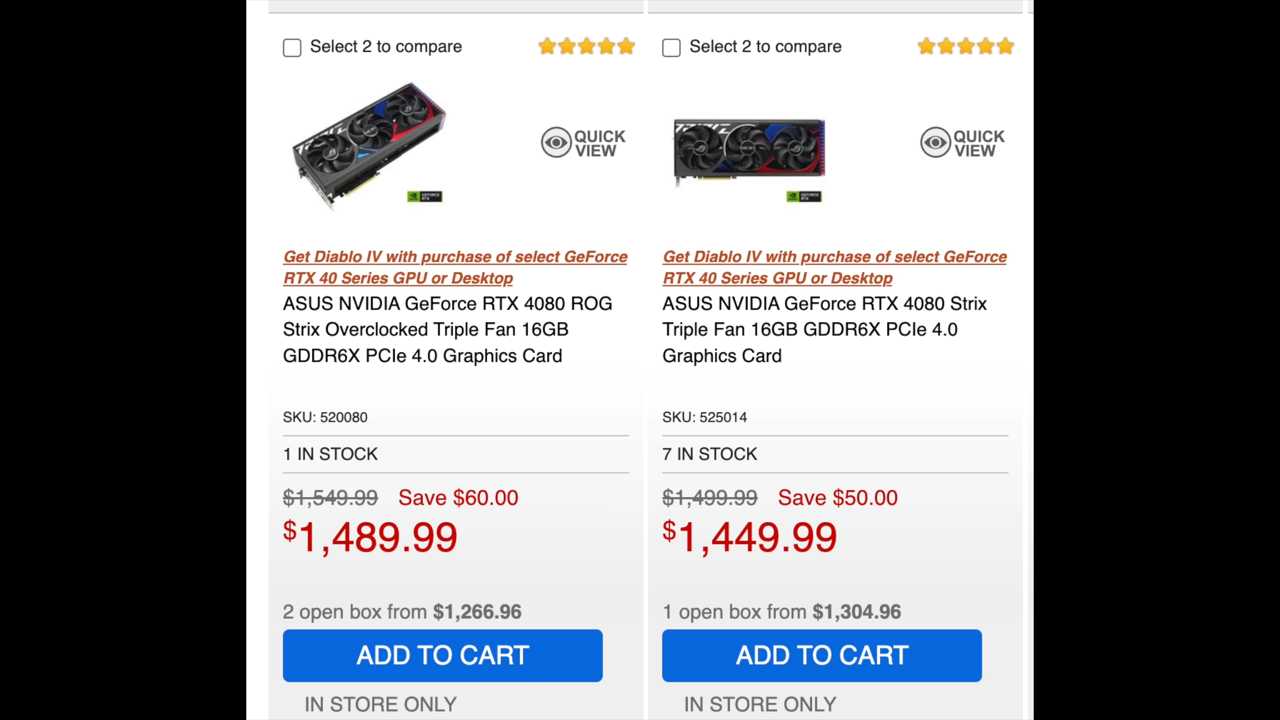 Select 2 to compare
QUICK
VIEW
Get Diablo IV with purchase of select GeForce
RTX 40 Series GPU or Desktop
ASUS NVIDIA GeForce RTX 4080 ROG
Strix Overclocked Triple Fan 16GB
GDDR6X PCIe 4.0 Graphics Card
SKU: 520080
1 IN STOCK
$1,549.99 Save $60.00
$1,489.99
2 open box from $1,266.96
ADD TO CART
IN STORE ONLY
Select 2 to compare
QUICK
VIEW
Get Diablo IV with purchase of select GeForce
RTX 40 Series GPU or Desktop
ASUS NVIDIA GeForce RTX 4080 Strix
Triple Fan 16GB GDDR6X PCIe 4.0
Graphics Card
SKU: 525014
7 IN STOCK
$1,499.99 Save $50.00
$1,449.99
1 open box from $1,304.96
ADD TO CART
IN STORE ONLY